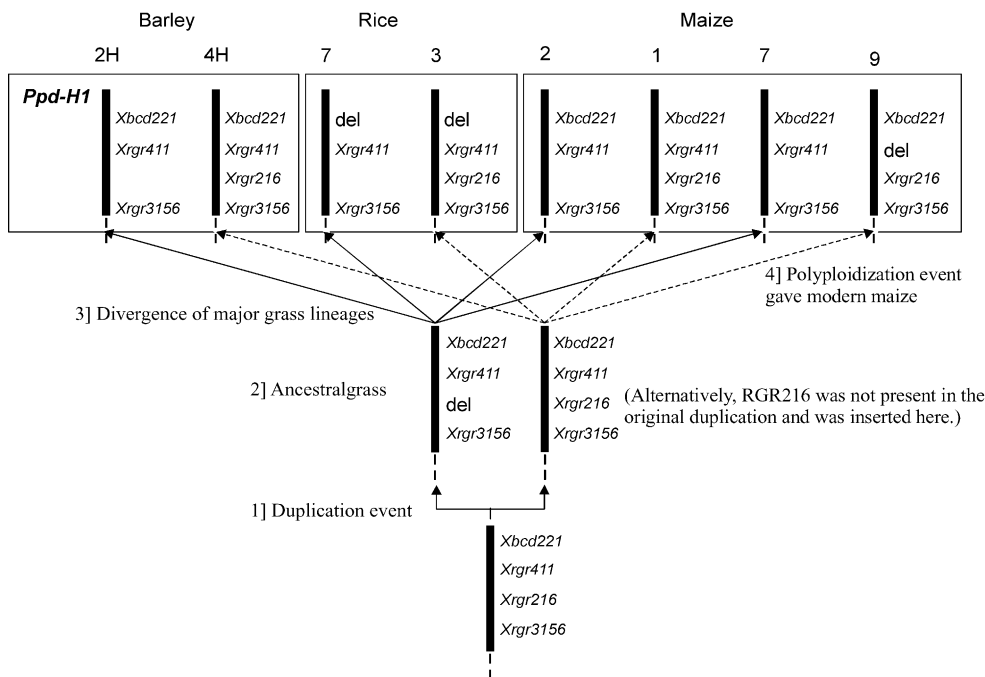 Barley Rice Maize
2H 4H 7 3 2 1 7 9
Ppd-H1
Xbcd221 Xbcd221 del del Xbcd221 Xbcd221 Xbcd221 Xbcd221
Xrgr411 Xrgr411 Xrgr411 Xrgr411 Xrgr411 Xrgr411 Xrgr411 del
Xrgr216 Xrgr216 Xrgr216 Xrgr216
Xrgr3156 Xrgr3156 Xrgr3156 Xrgr3156 Xrgr3156 Xrgr3156 Xrgr3156 Xrgr3156
4] Polyploidization event
gave modern maize
3] Divergence of major grass lineages
Xbcd221 Xbcd221
Xrgr411 Xrgr411
2] Ancestralgrass
del Xrgr216
Xrgr3156 Xrgr3156
(Alternatively, RGR216 was not present in the
original duplication and was inserted here.)
1] Duplication event
Xbcd221
Xrgr411
Xrgr216
Xrgr3156